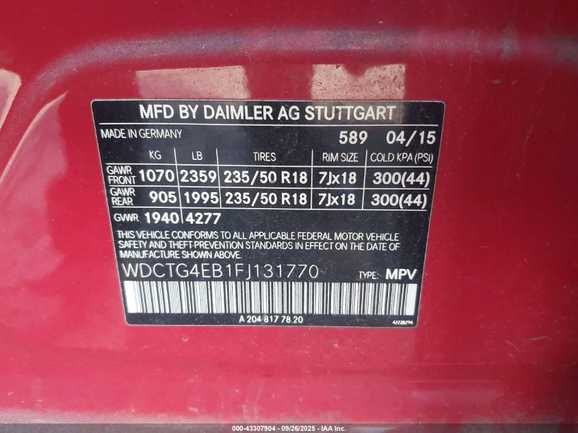 MFD BY DAIMLER AG STUTTGART
MADE IN GERMANY 589 04/15
KG LB TIRES RIM SIZE COLD KPA (PSI)
GAWR FRONT 1070 2359 235/50 R18 7Jx18 300(44)
GAWR REAR 905 1995 235/50 R18 7Jx18 300(44)
GVWR 1940 4277
THIS VEHICLE CONFORMS TO ALL APPLICABLE FEDERAL MOTOR VEHICLE
SAFETY AND THEFT PREVENTION STANDARDS IN EFFECT ON THE DATE
OF MANUFACTURE SHOWN ABOVE.
WDCTG4EB1FJ131770 TYPE: MPV
A 204 817 78 20
000-43307904 - 09/26/2025 - IAA, Inc.